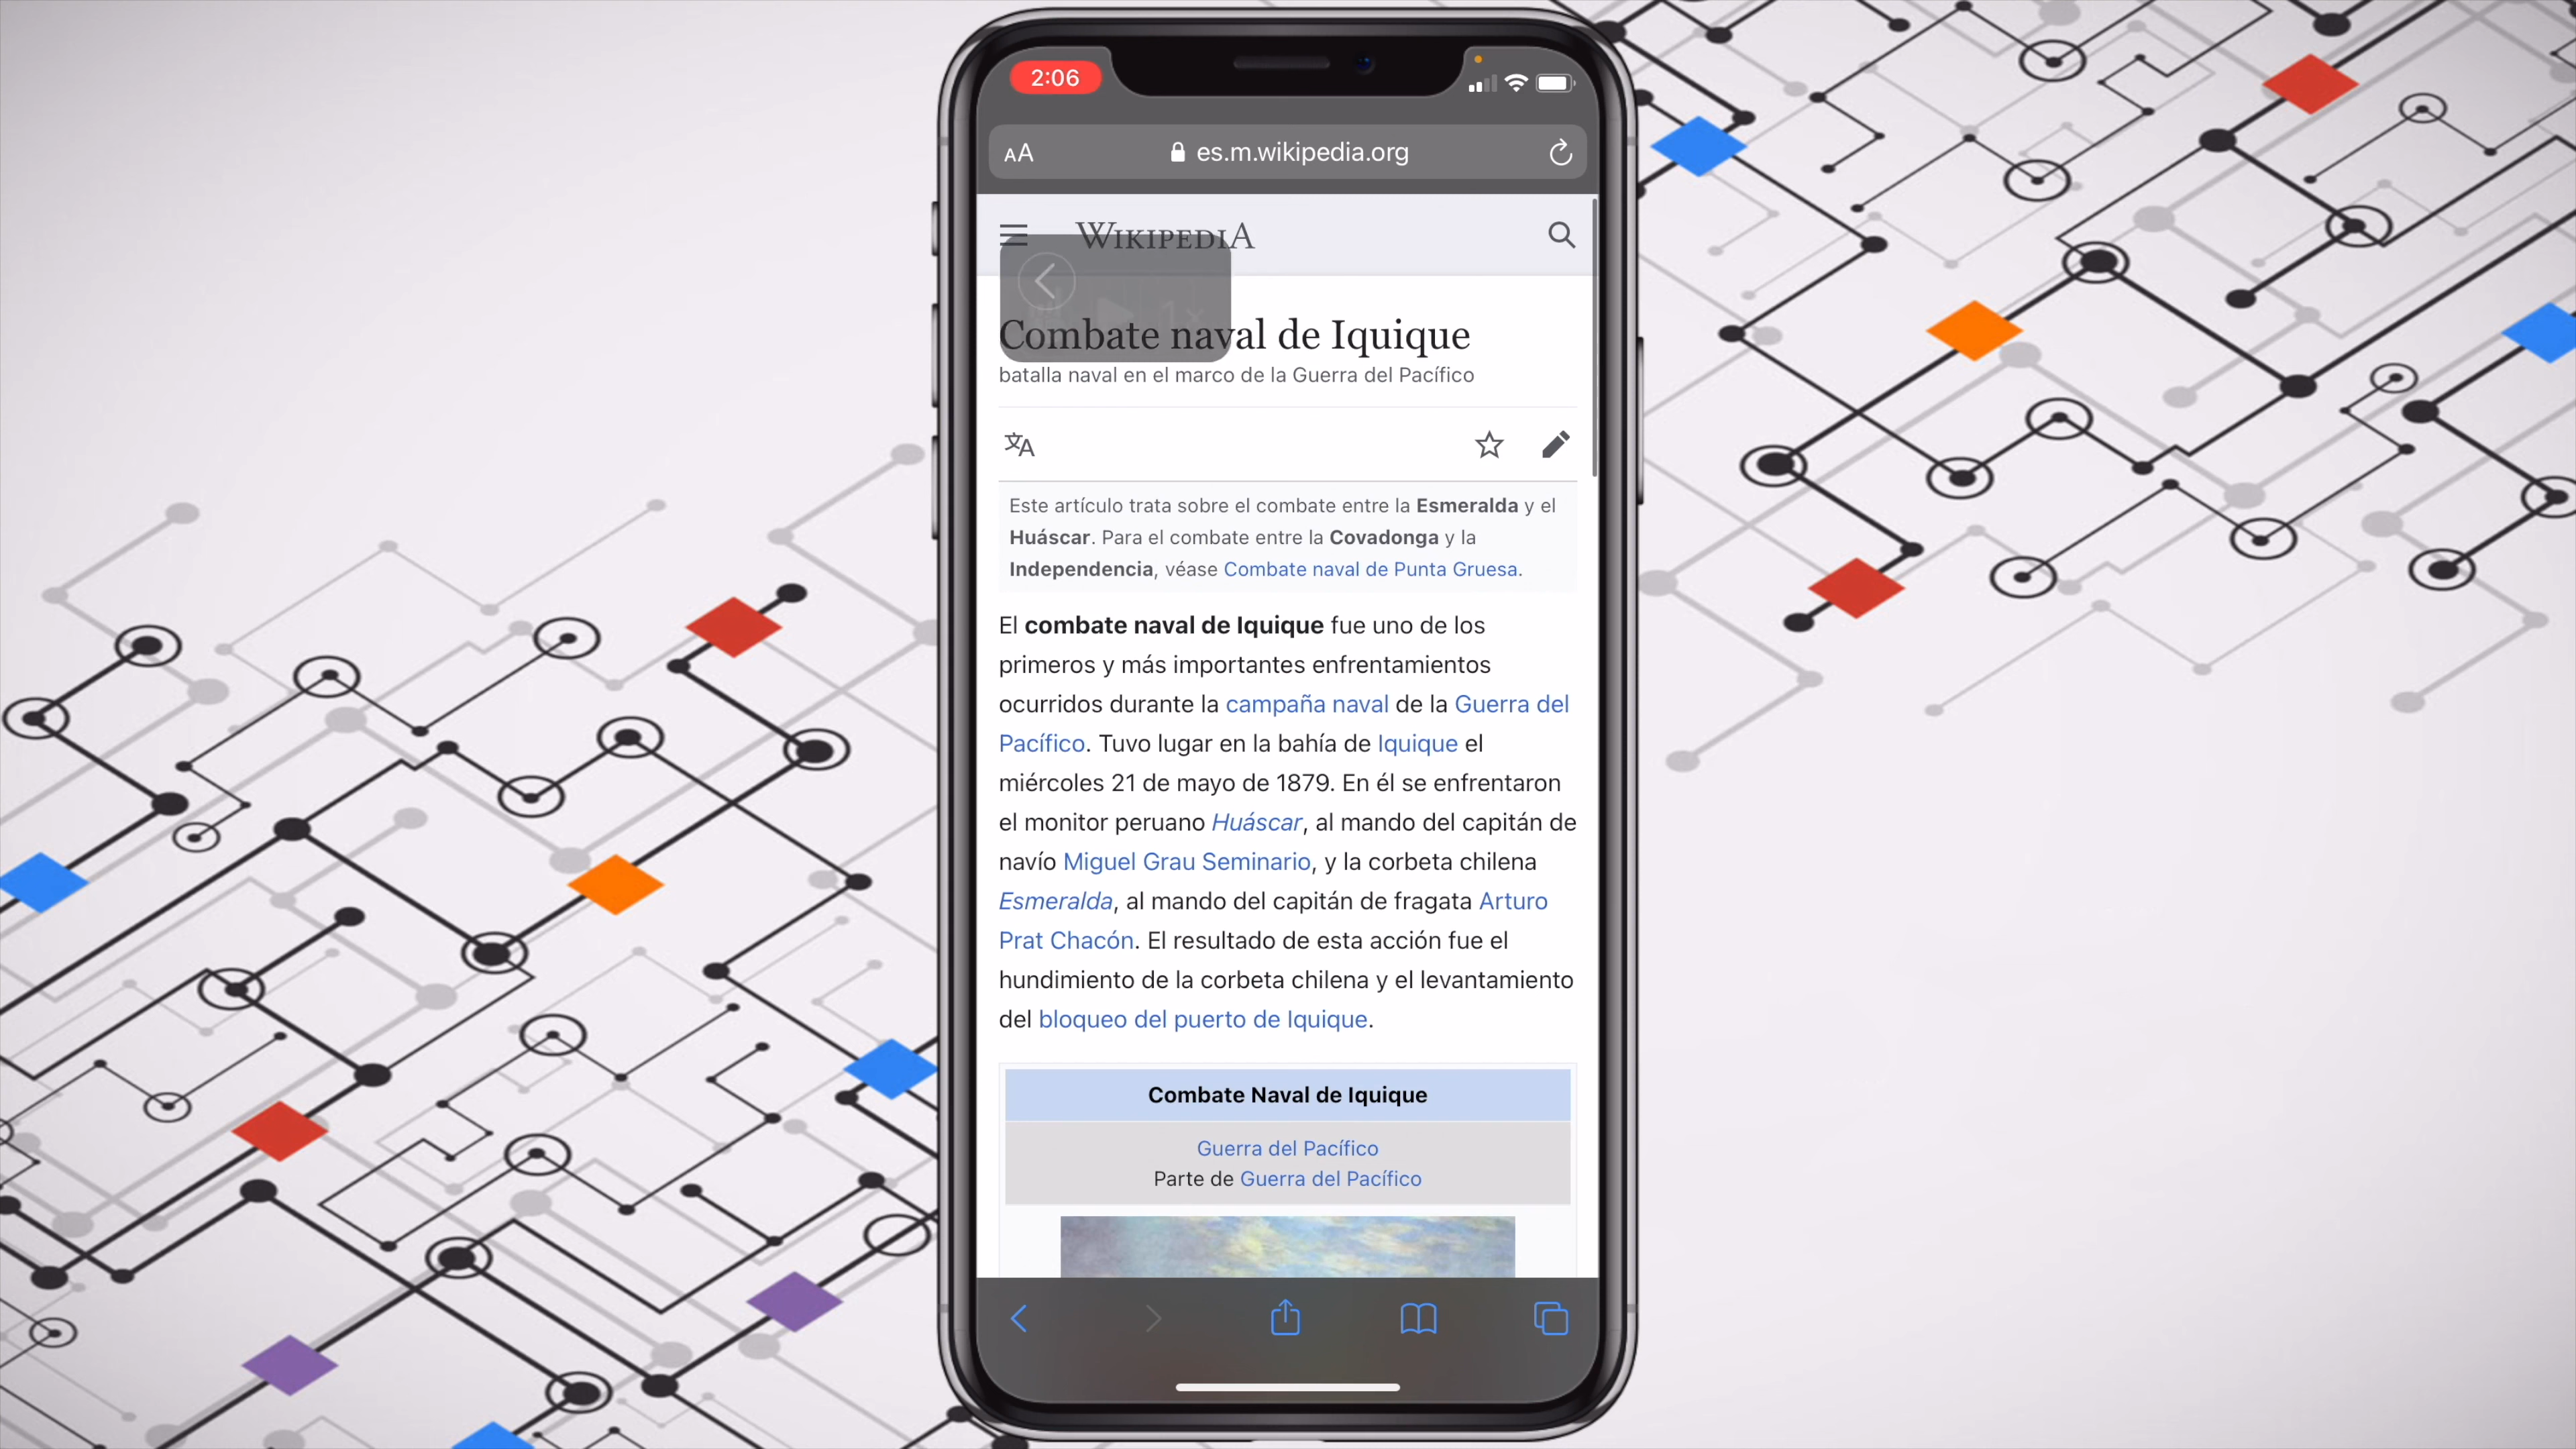 2:06
AA es.m.wikipedia.org
WIKIPEDIA
1x
Combate naval de Iquique
batalla naval en el marco de la Guerra del Pacífico
文A
Este artículo trata sobre el combate entre la Esmeralda y el
Huáscar. Para el combate entre la Covadonga y la
Independencia, véase Combate naval de Punta Gruesa.
El combate naval de Iquique fue uno de los
primeros y más importantes enfrentamientos
ocurridos durante la campaña naval de la Guerra del
Pacífico. Tuvo lugar en la bahía de Iquique el
miércoles 21 de mayo de 1879. En él se enfrentaron
el monitor peruano Huáscar, al mando del capitán de
navío Miguel Grau Seminario, y la corbeta chilena
Esmeralda, al mando del capitán de fragata Arturo
Prat Chacón. El resultado de esta acción fue el
hundimiento de la corbeta chilena y el levantamiento
del bloqueo del puerto de Iquique.
Combate Naval de Iquique
Guerra del Pacífico
Parte de Guerra del Pacífico